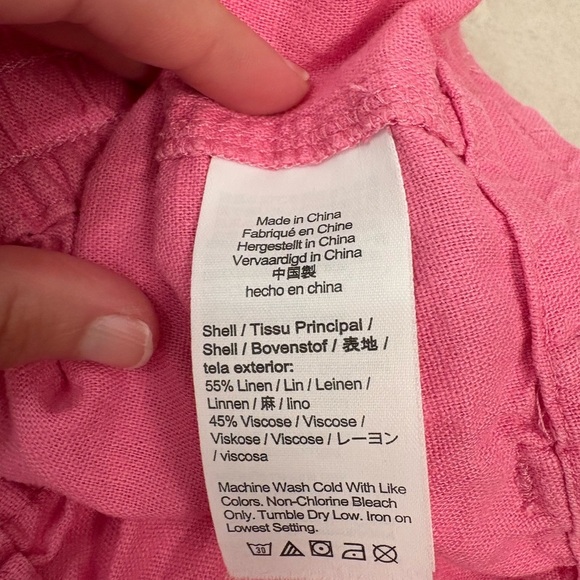 Made in China
Fabriqué en Chine
Hergestellt in China
Vervaardigd in China
中国製
hecho en china
Shell / Tissu Principal /
Shell / Bovenstof / 表地 /
tela exterior:
55% Linen / Lin / Leinen /
Linnen / 麻 / lino
45% Viscose / Viscose /
Viskose / Viscose / レーヨン
/ viscosa
Machine Wash Cold With Like
Colors. Non-Chlorine Bleach
Only. Tumble Dry Low. Iron on
Lowest Setting.
30